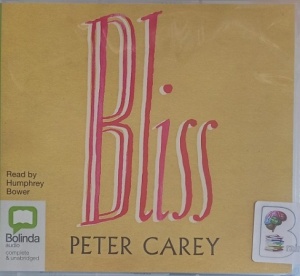 Bliss
Read by
Humphrey
Bower
Bolinda
audio
complete
& unabridged
PETER CAREY